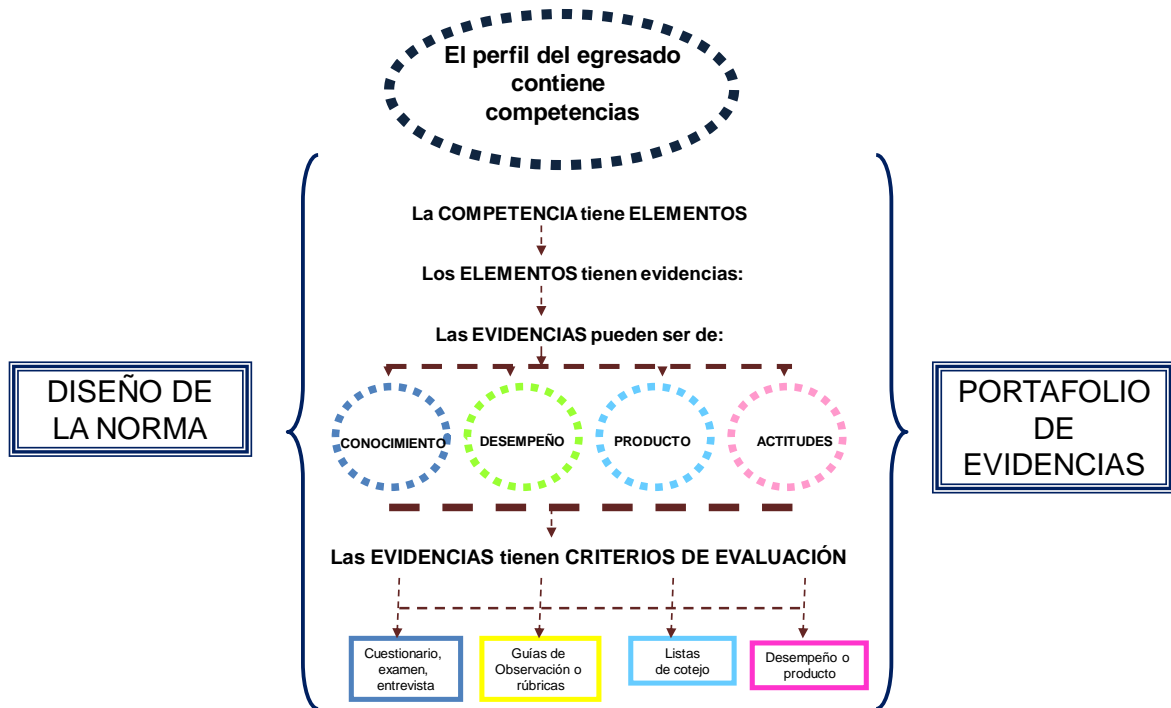 El perfil del egresado
contiene
competencias
La COMPETENCIA tiene ELEMENTOS
Los ELEMENTOS tienen evidencias:
Las EVIDENCIAS pueden ser de:
DISEÑO DE
LA NORMA
CONOCIMIENTO
DESEMPEÑO
PRODUCTO
ACTITUDES
PORTAFOLIO
DE
EVIDENCIAS
Las EVIDENCIAS tienen CRITERIOS DE EVALUACIÓN
Cuestionario,
examen,
entrevista
Guías de
Observación o
rúbricas
Listas
de cotejo
Desempeño o
producto